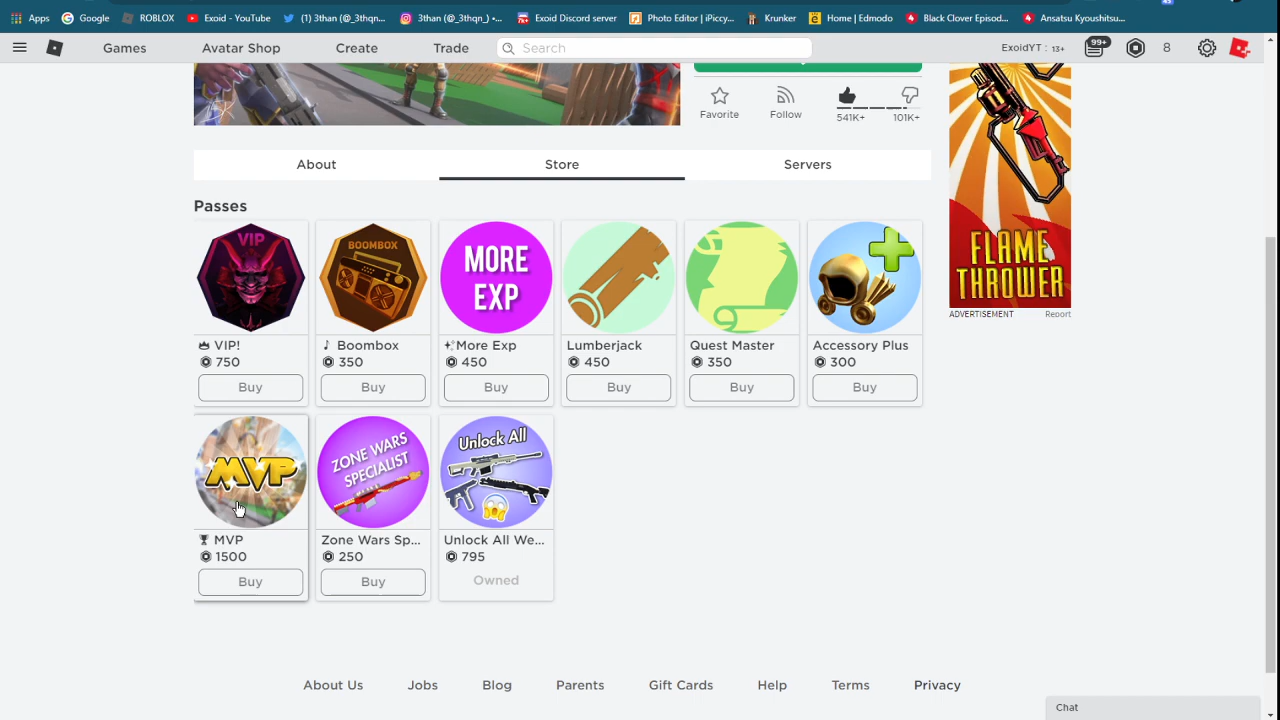 Apps Google ROBLOX Exoid - YouTube (1) 3than (@_3thqn... 3than (@_3thqn_) •... Exoid Discord server Photo Editor | iPiccy... Krunker Home | Edmodo Black Clover Episod... Ansatsu Kyoushitsu...
Games Avatar Shop Create Trade Search ExoidYT : 13+ 99+ 8
Favorite Follow 541K+ 101K+
About Store Servers
Passes
VIP BOOMBOX MORE EXP
VIP! Boombox More Exp Lumberjack Quest Master Accessory Plus
750 350 450 450 350 300
Buy Buy Buy Buy Buy Buy
MVP ZONE WARS SPECIALIST Unlock All
MVP Zone Wars Sp... Unlock All We...
1500 250 795
Buy Buy Owned
FLAME
THROWER
ADVERTISEMENT Report
About Us Jobs Blog Parents Gift Cards Help Terms Privacy
Chat